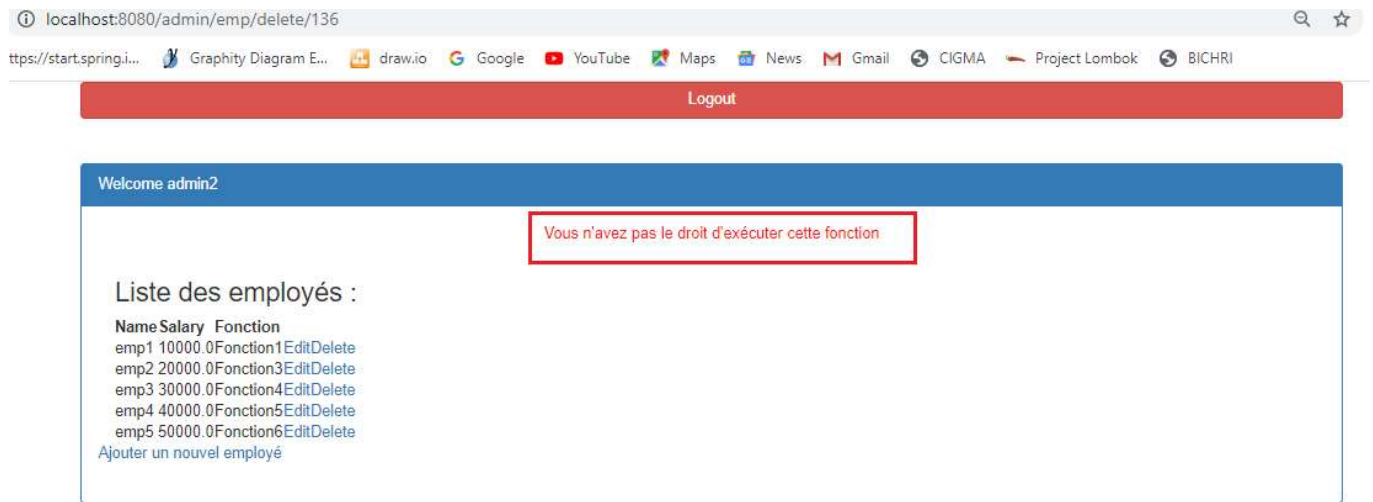 localhost:8080/admin/emp/delete/136
ttps://start.spring.i... Graphity Diagram E... draw.io Google YouTube Maps News Gmail CIGMA Project Lombok BICHRI
Logout
Welcome admin2
Vous n'avez pas le droit d'exécuter cette fonction
Liste des employés :
Name Salary Fonction
emp1 10000.0Fonction1EditDelete
emp2 20000.0Fonction3EditDelete
emp3 30000.0Fonction4EditDelete
emp4 40000.0Fonction5EditDelete
emp5 50000.0Fonction6EditDelete
Ajouter un nouvel employé